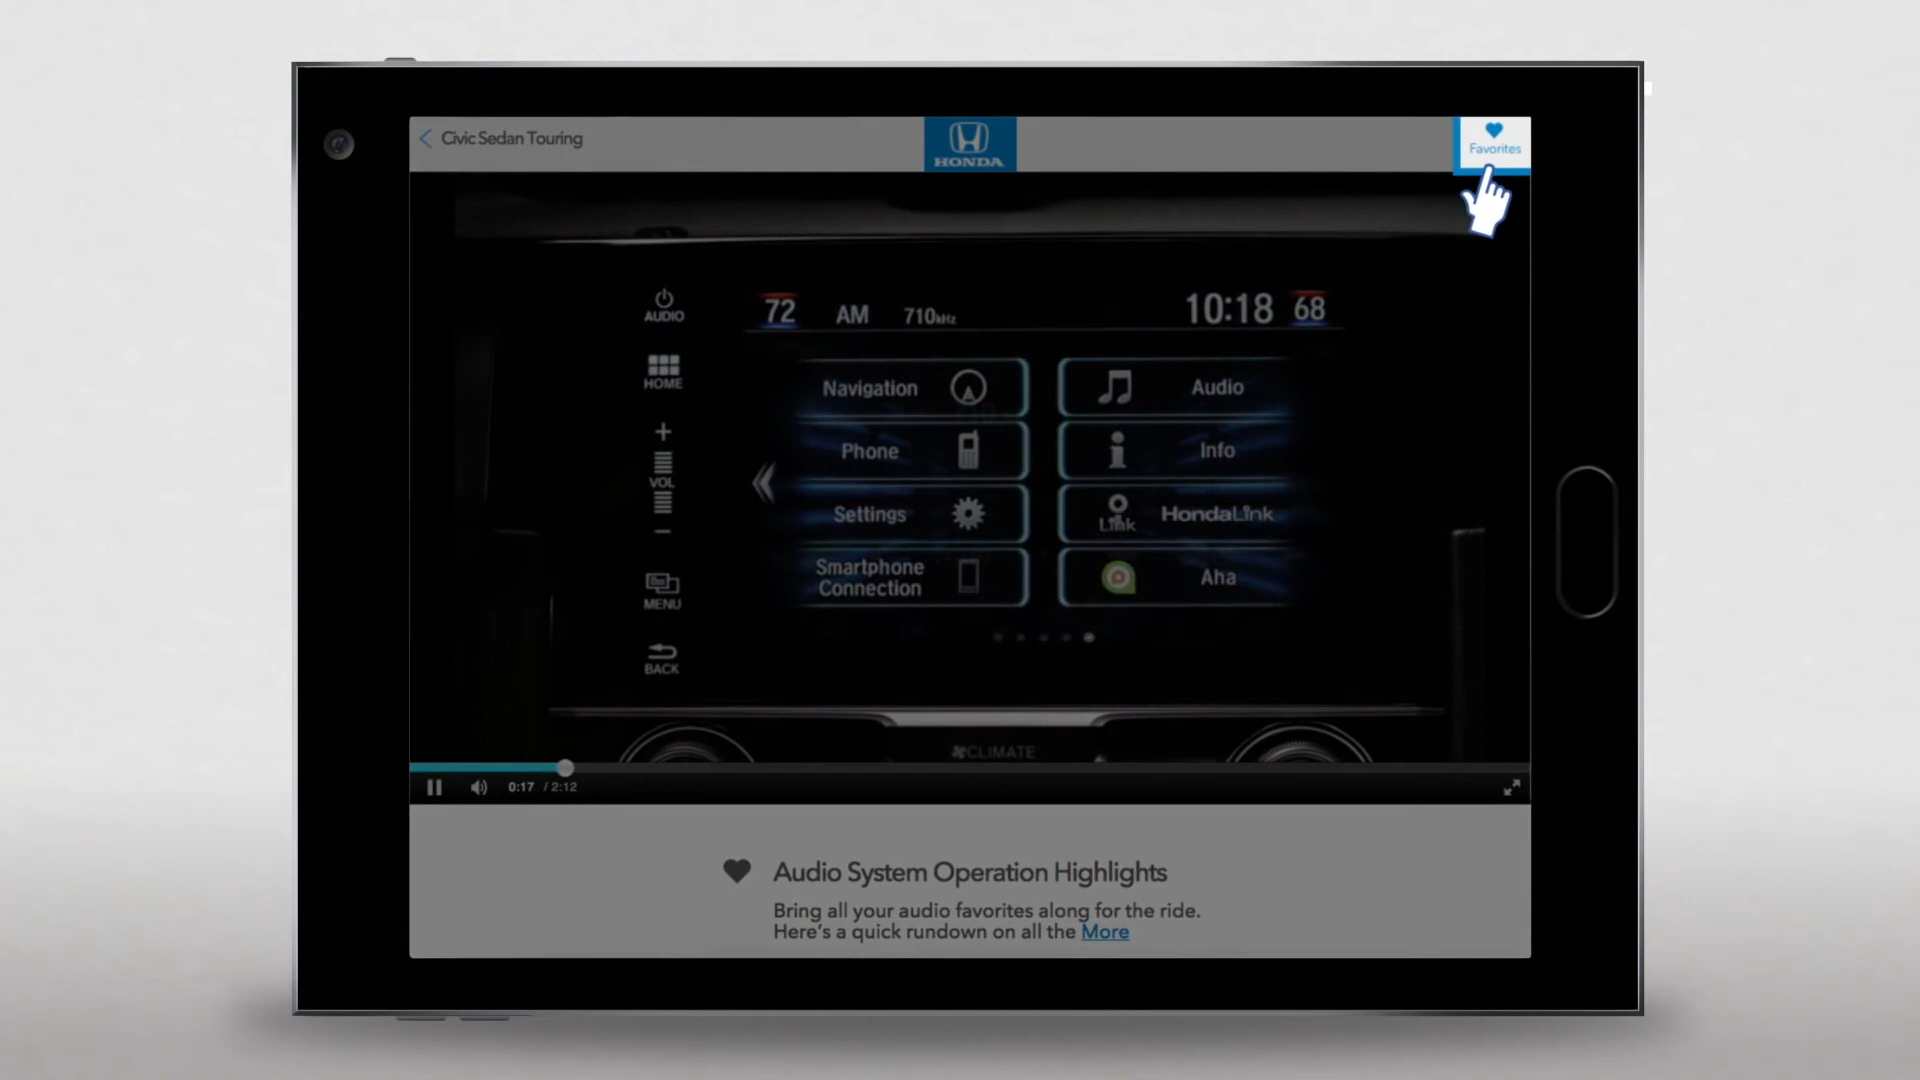 Civic Sedan Touring
HONDA
Favorites
AUDIO
72 AM 710kHz 10:18 68
HOME
Navigation
Audio
Phone
Info
VOL
Settings
Link HondaLink
Smartphone
Connection
Aha
MENU
BACK
CLIMATE
0:17 / 2:12
Audio System Operation Highlights
Bring all your audio favorites along for the ride.
Here's a quick rundown on all the More